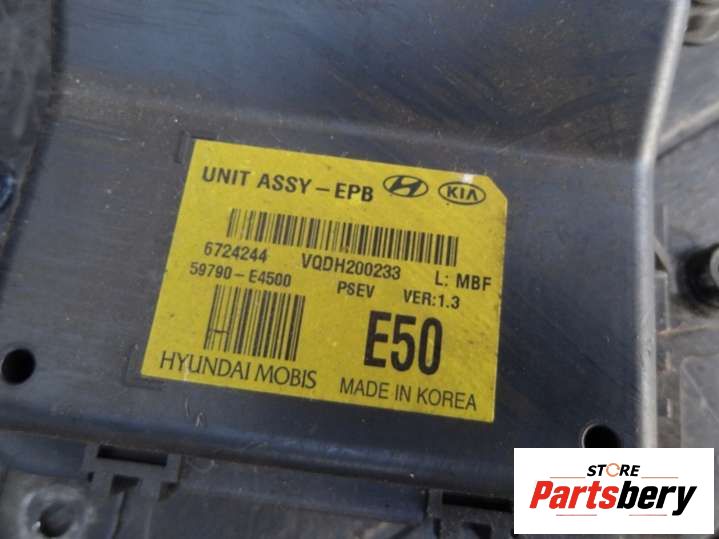 UNIT ASSY-EPB KIA
6724244 VQDH200233 L: MBF
59790-E4500 PSEV VER:1.3
H
E50
HYUNDAI MOBIS MADE IN KOREA
STORE
Partsbery